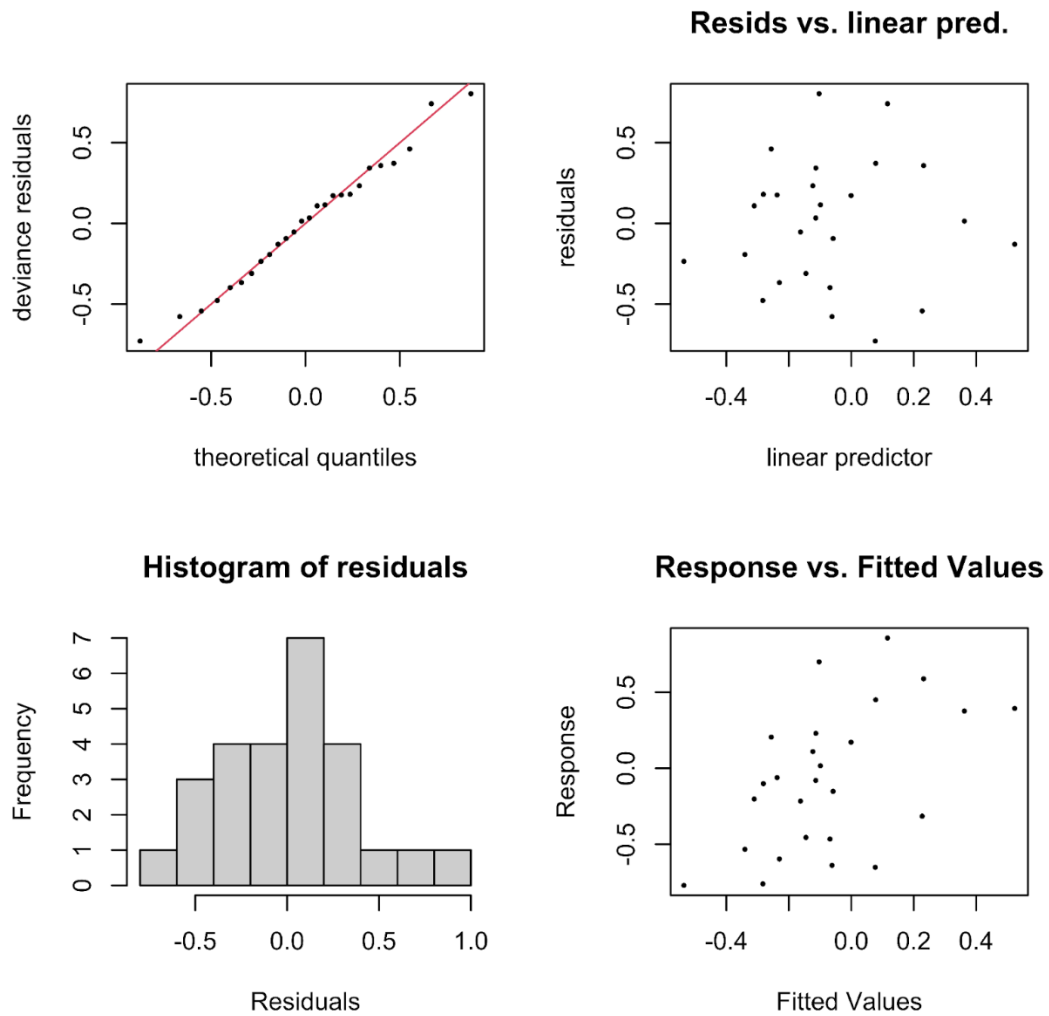 deviance residuals
0.5
0.0
-0.5
-0.5
0.0
0.5
theoretical quantiles
Resids vs. linear pred.
residuals
0.5
0.0
-0.5
-0.4
0.0
0.2
0.4
linear predictor
Histogram of residuals
Frequency
7
6
5
4
3
2
1
0
-0.5
0.0
0.5
1.0
Residuals
Response vs. Fitted Values
Response
0.5
0.0
-0.5
-0.4
0.0
0.2
0.4
Fitted Values